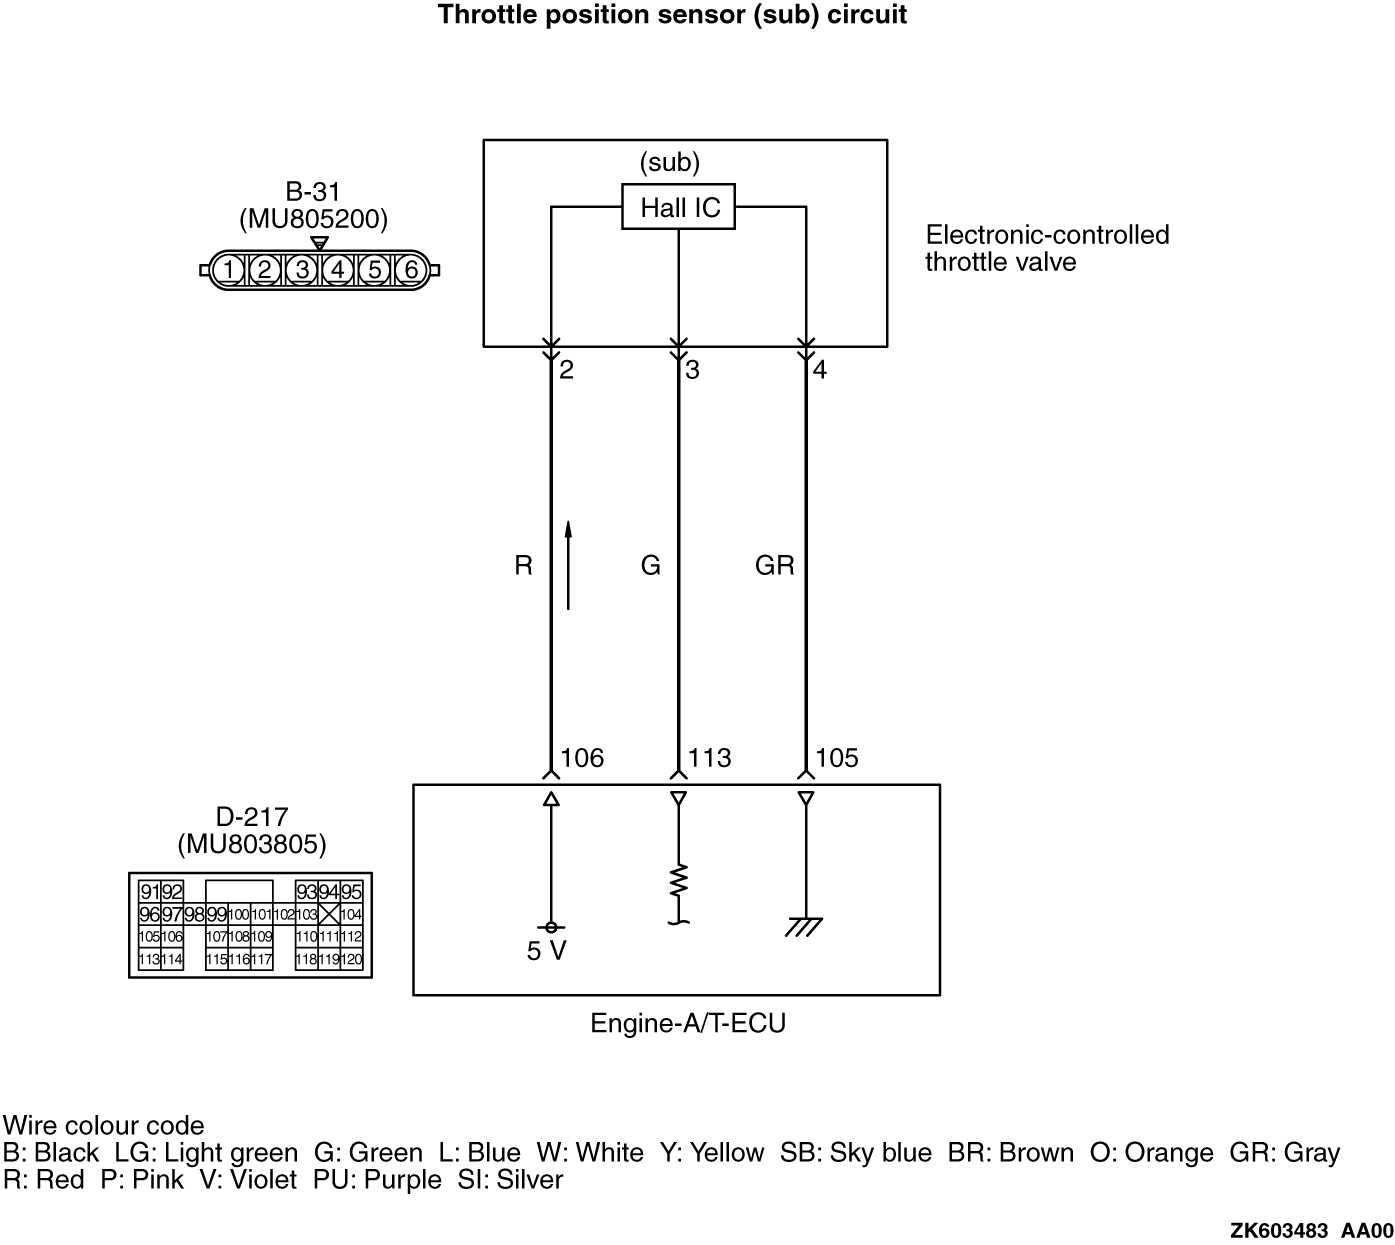 Throttle position sensor (sub) circuit
(sub)
Hall IC
B-31
(MU805200)
1 2 3 4 5 6
Electronic-controlled
throttle valve
2 3 4
R G GR
106 113 105
D-217
(MU803805)
91 92 93 94 95
96 97 98 99 100 101 102 103 104
105 106 107 108 109 110 111 112
113 114 115 116 117 118 119 120
5 V
Engine-A/T-ECU
Wire colour code
B: Black LG: Light green G: Green L: Blue W: White Y: Yellow SB: Sky blue BR: Brown O: Orange GR: Gray
R: Red P: Pink V: Violet PU: Purple SI: Silver
ZK603483 AA00